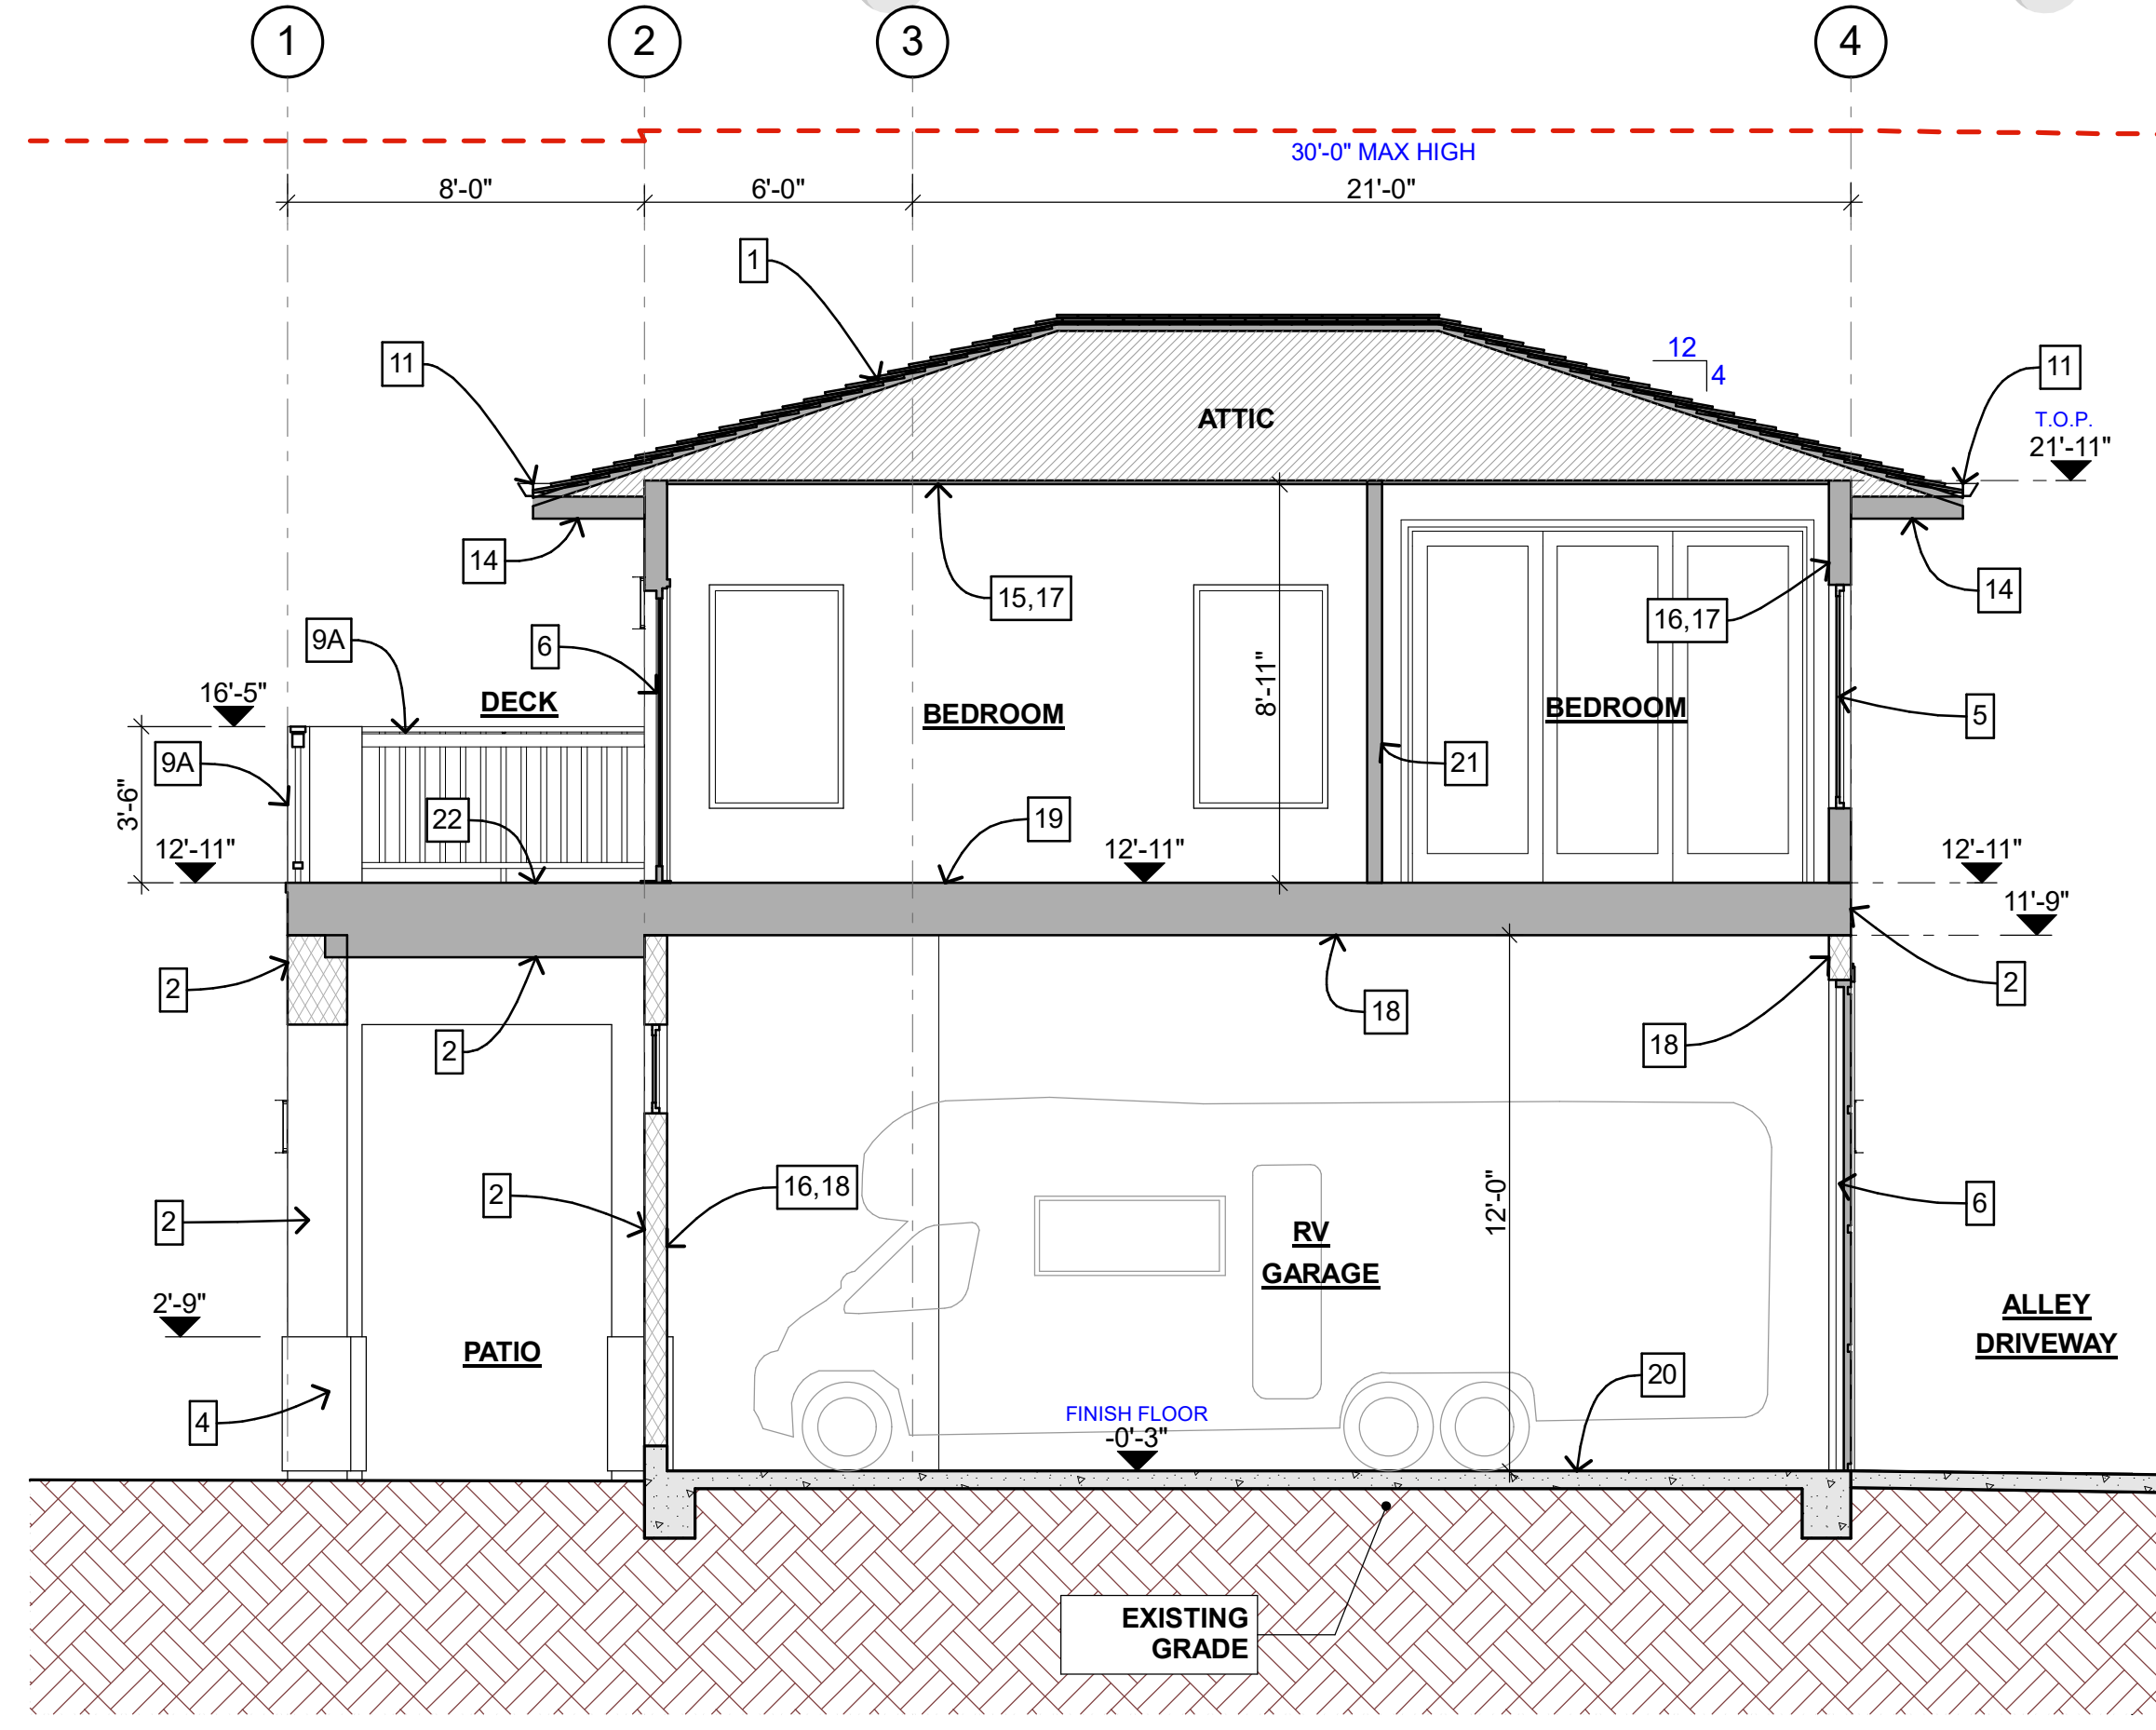 1 2 3 4
30'-0" MAX HIGH
8'-0" 6'-0" 21'-0"
1
12
4
11 11
T.O.P.
21'-11"
ATTIC
14 15,17 16,17 14
9A 6
16'-5" DECK BEDROOM 8'-11" BEDROOM 5
9A 21
3'-6" 22 19
12'-11" 12'-11" 12'-11"
11'-9"
2 2
2 18 18
2 2 16,18 12'-0" 6
RV
GARAGE
2'-9" ALLEY
DRIVEWAY
PATIO
4 20
FINISH FLOOR
-0'-3"
EXISTING
GRADE